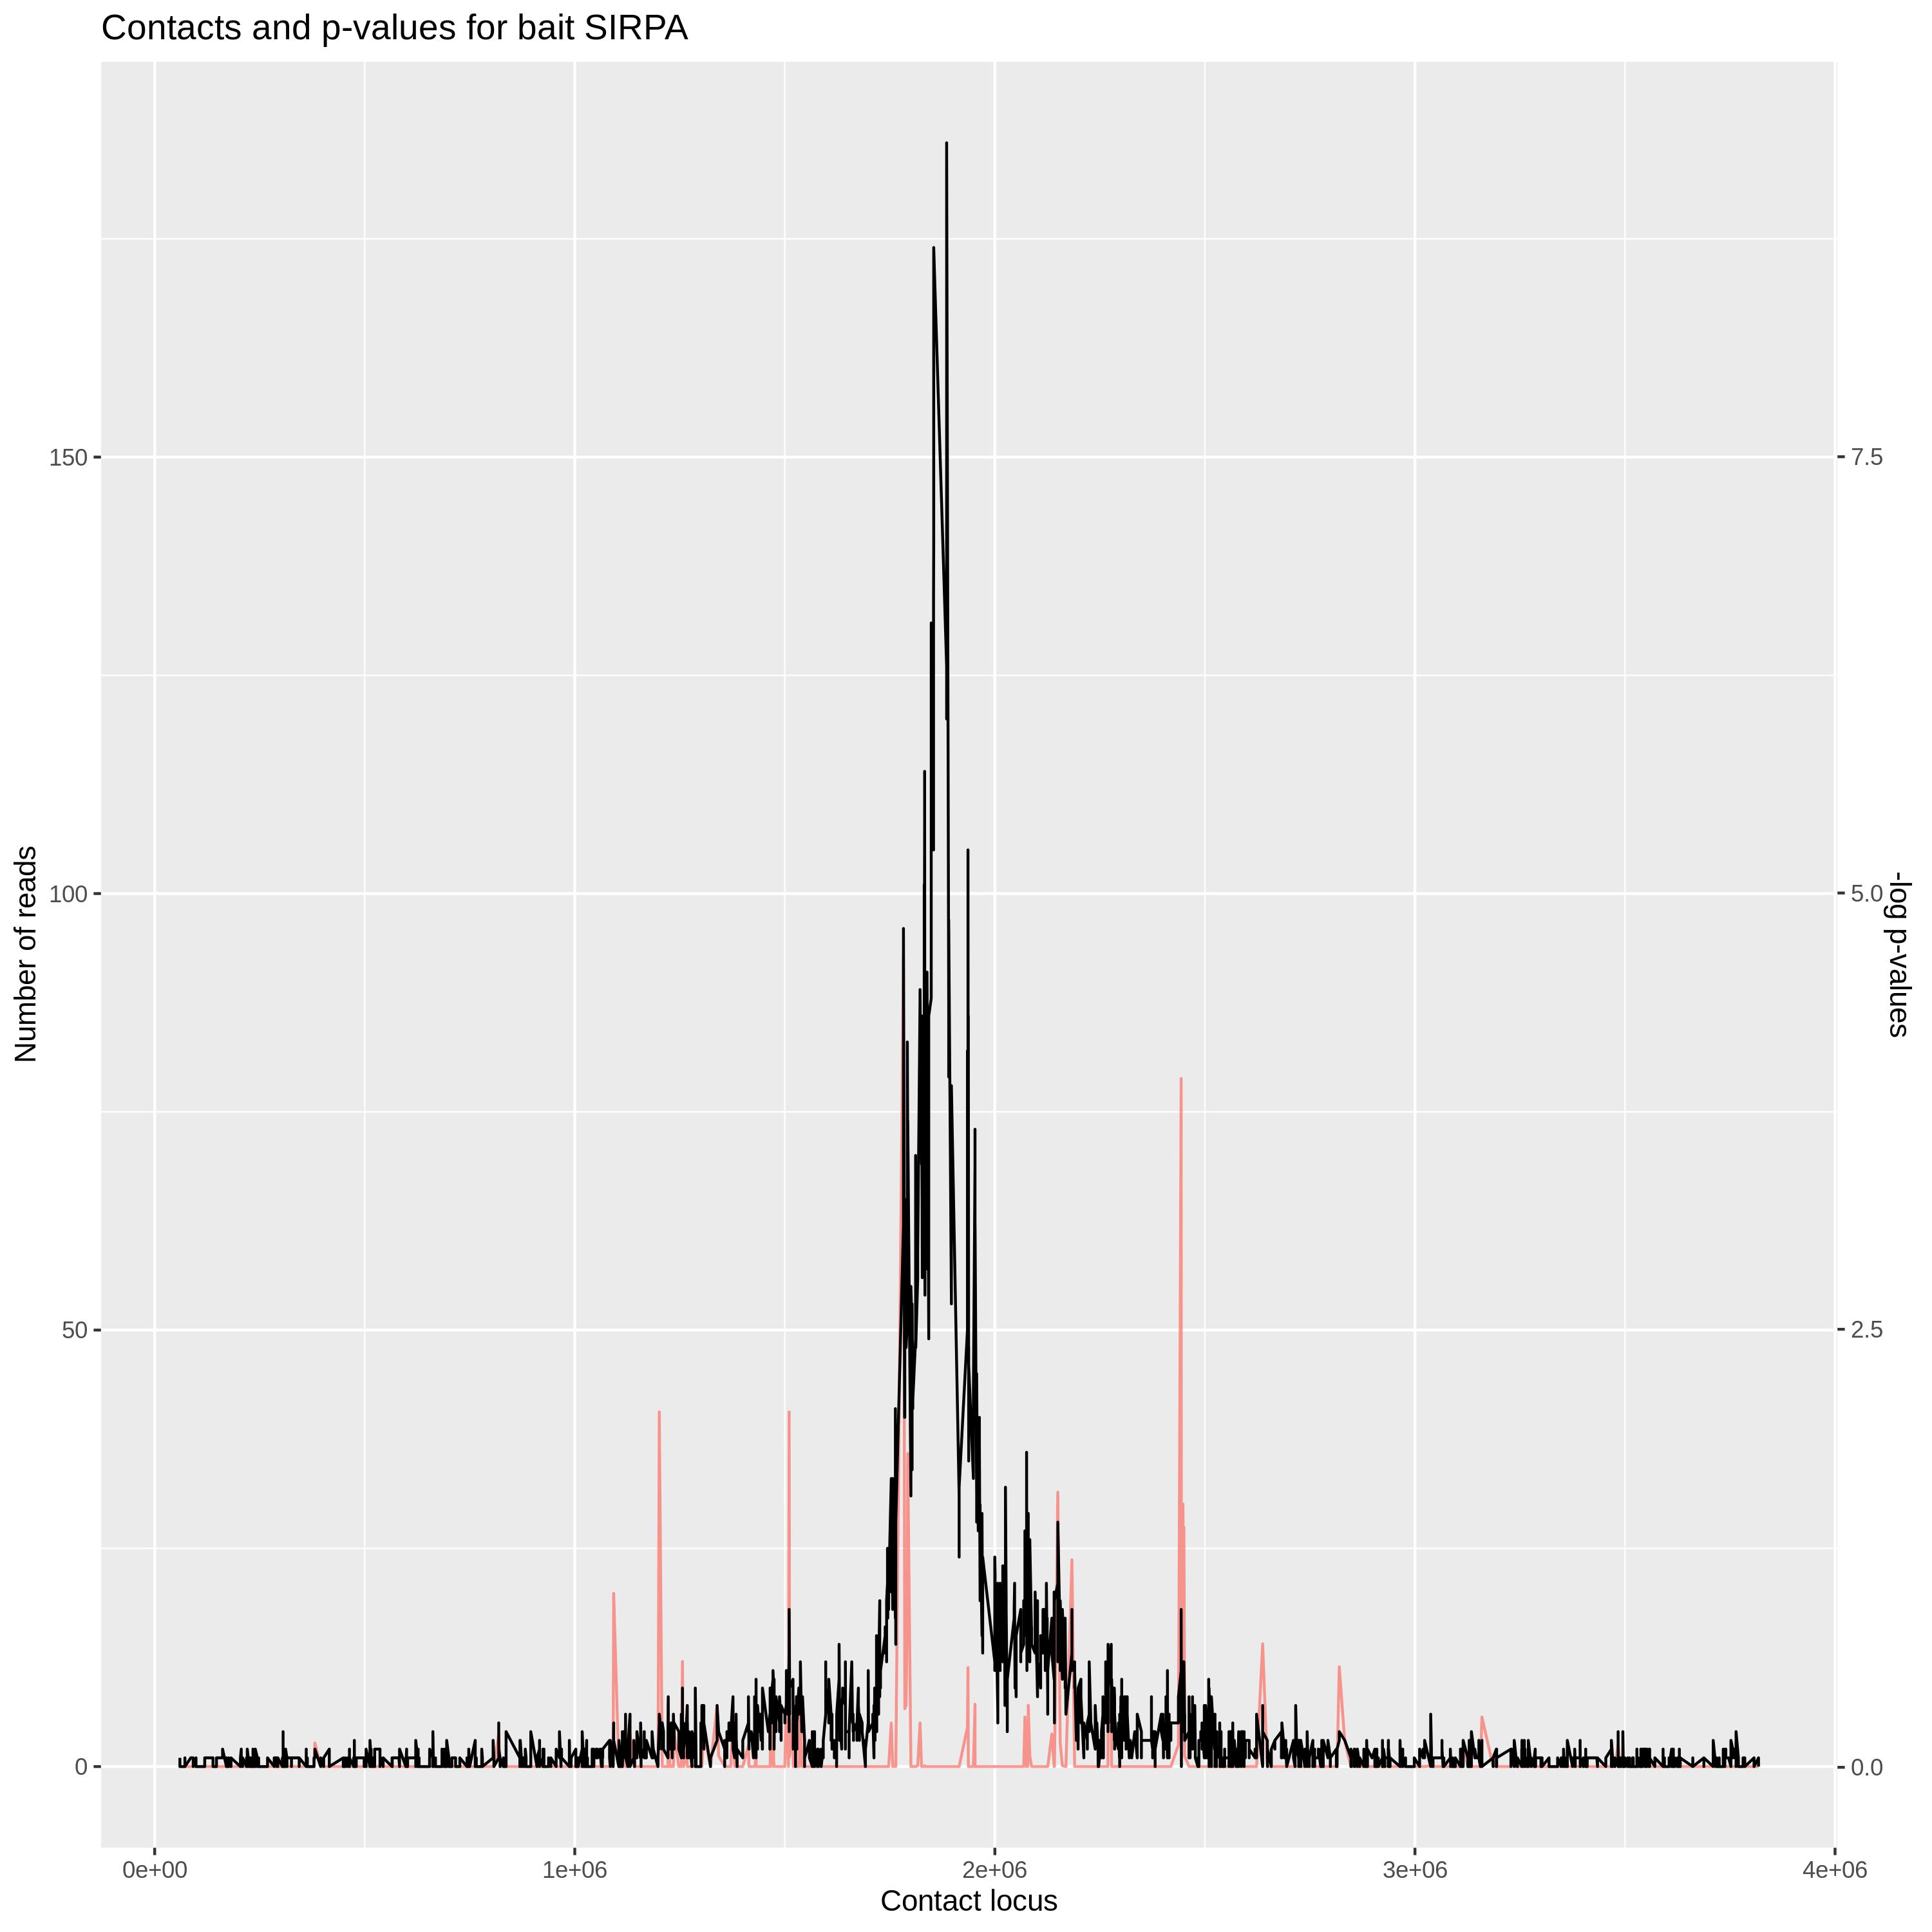 Contacts and p-values for bait SIRPA
150
100
50
0
Number of reads
7.5
5.0
2.5
0.0
-log p-values
0e+00
1e+06
2e+06
3e+06
4e+06
Contact locus